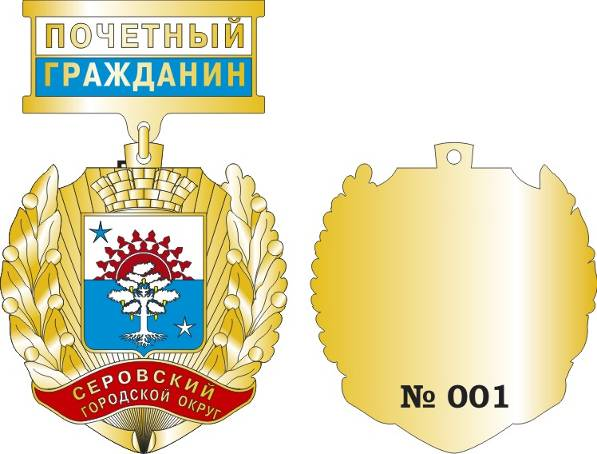 ПОЧЕТНЫЙ
ГРАЖДАНИН
СЕРОВСКИЙ
ГОРОДСКОЙ ОКРУГ
№ 001